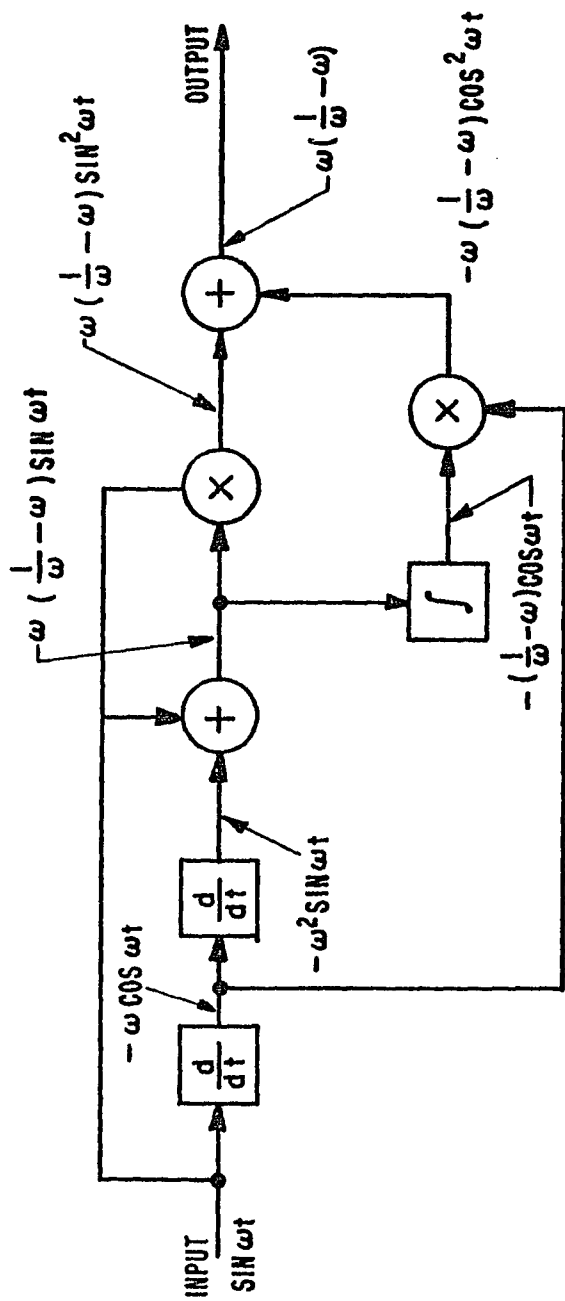 INPUT
SIN ωt
d/dt
-ω COS ωt
d/dt
-ω² SIN ωt
+
-ω (1/ω - ω) SIN ωt
×
-ω (1/ω - ω) SIN² ωt
+
OUTPUT
-ω (1/ω - ω)
∫
-(1/ω - ω) COS ωt
×
-ω (1/ω - ω) COS² ωt